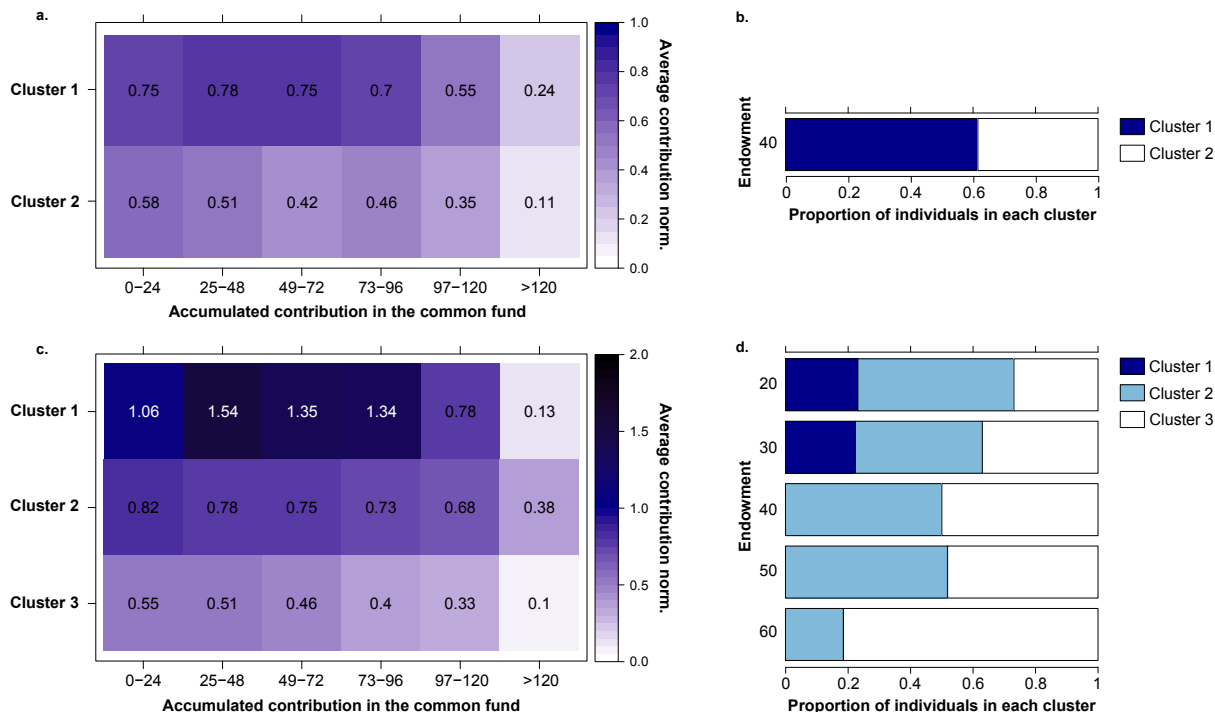 a.
Cluster 1
0.75 0.78 0.75 0.7 0.55 0.24
Cluster 2
0.58 0.51 0.42 0.46 0.35 0.11
0−24 25−48 49−72 73−96 97−120 >120
Accumulated contribution in the common fund
1.0
0.8
0.6
0.4
0.2
0.0
Average contribution norm.
b.
Endowment
40
0 0.2 0.4 0.6 0.8 1
Proportion of individuals in each cluster
Cluster 1
Cluster 2
c.
Cluster 1
1.06 1.54 1.35 1.34 0.78 0.13
Cluster 2
0.82 0.78 0.75 0.73 0.68 0.38
Cluster 3
0.55 0.51 0.46 0.4 0.33 0.1
0−24 25−48 49−72 73−96 97−120 >120
Accumulated contribution in the common fund
2.0
1.5
1.0
0.5
0.0
Average contribution norm.
d.
Endowment
20
30
40
50
60
0 0.2 0.4 0.6 0.8 1
Proportion of individuals in each cluster
Cluster 1
Cluster 2
Cluster 3